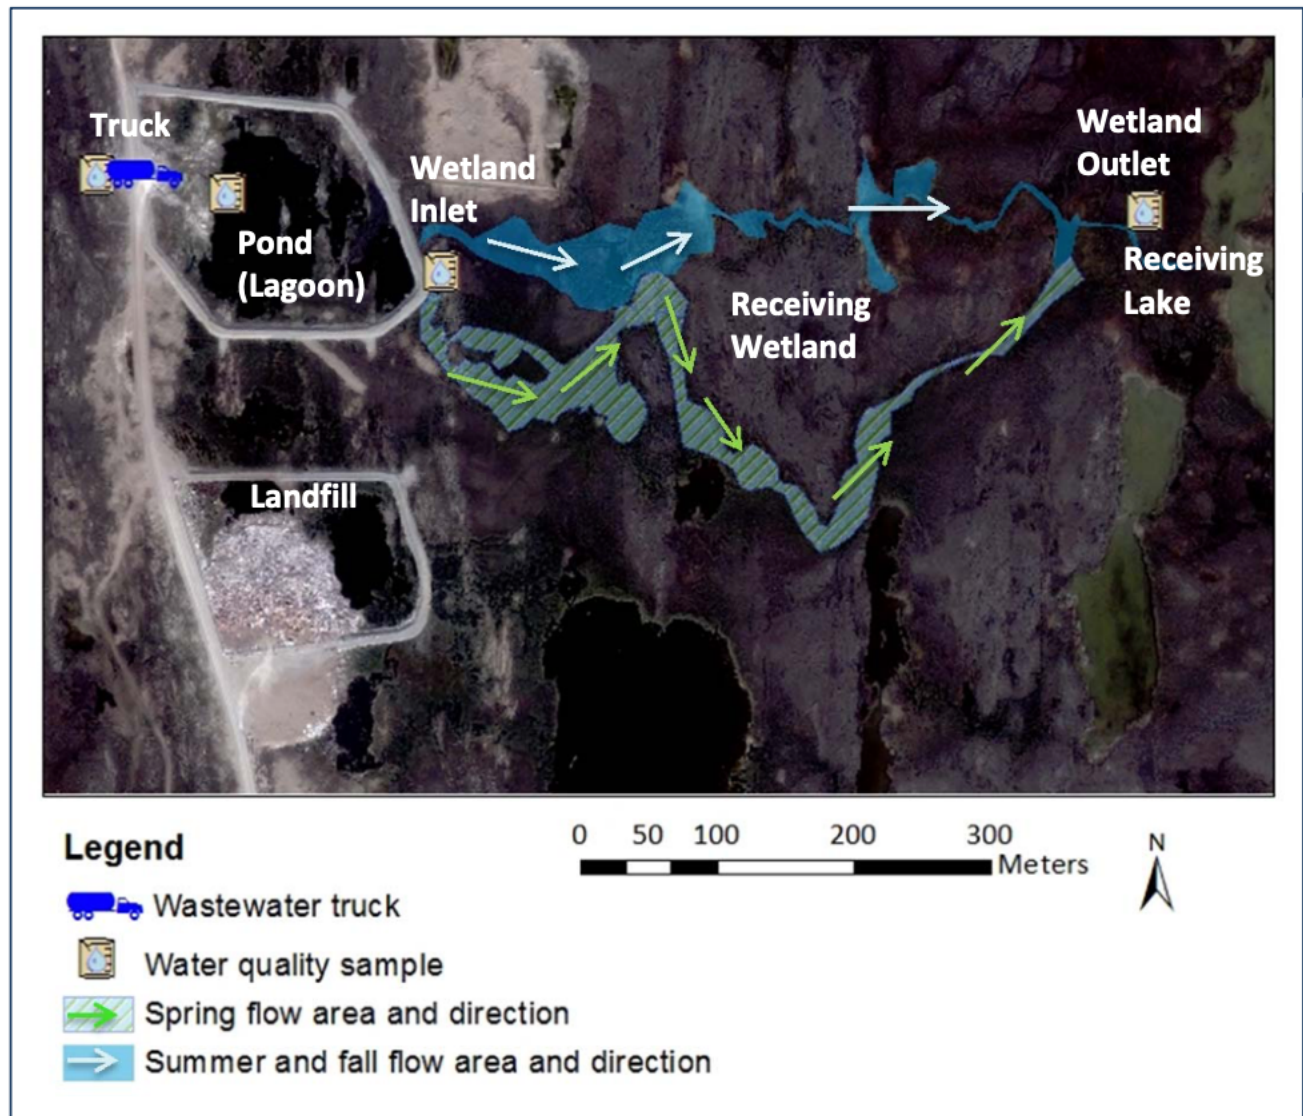 Truck
Wetland
Inlet
Pond
(Lagoon)
Wetland
Outlet
Receiving
Lake
Receiving
Wetland
Landfill
0 50 100 200 300
Meters
N
Legend
Wastewater truck
Water quality sample
Spring flow area and direction
Summer and fall flow area and direction